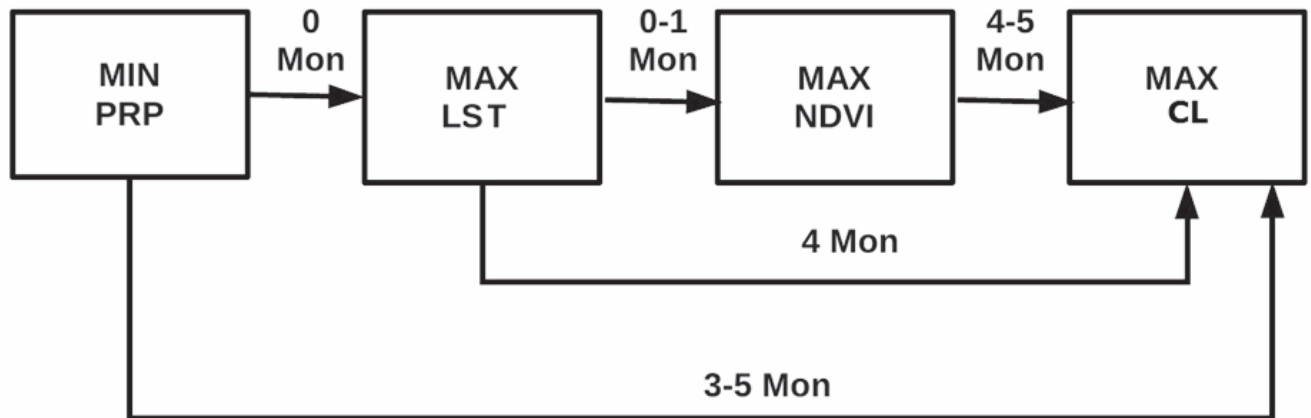 0
Mon
0-1
Mon
4-5
Mon
MIN
PRP
MAX
LST
MAX
NDVI
MAX
CL
4 Mon
3-5 Mon